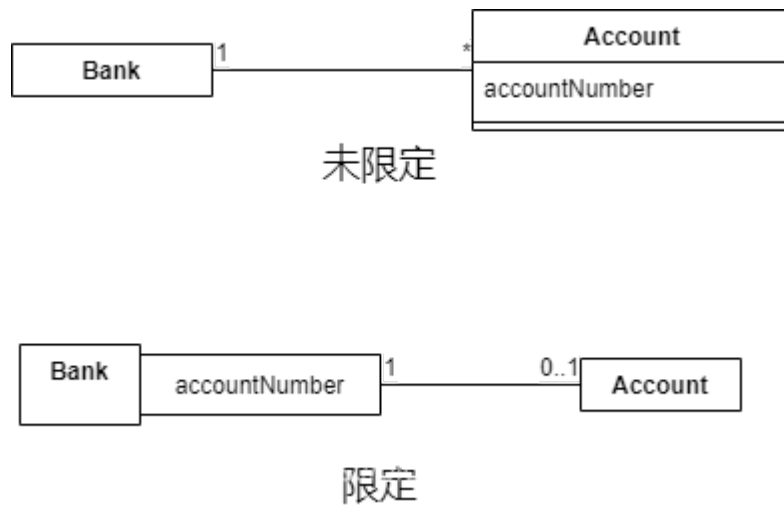 Bank
1
*
Account
accountNumber
未限定
Bank
accountNumber
1
0..1
Account
限定